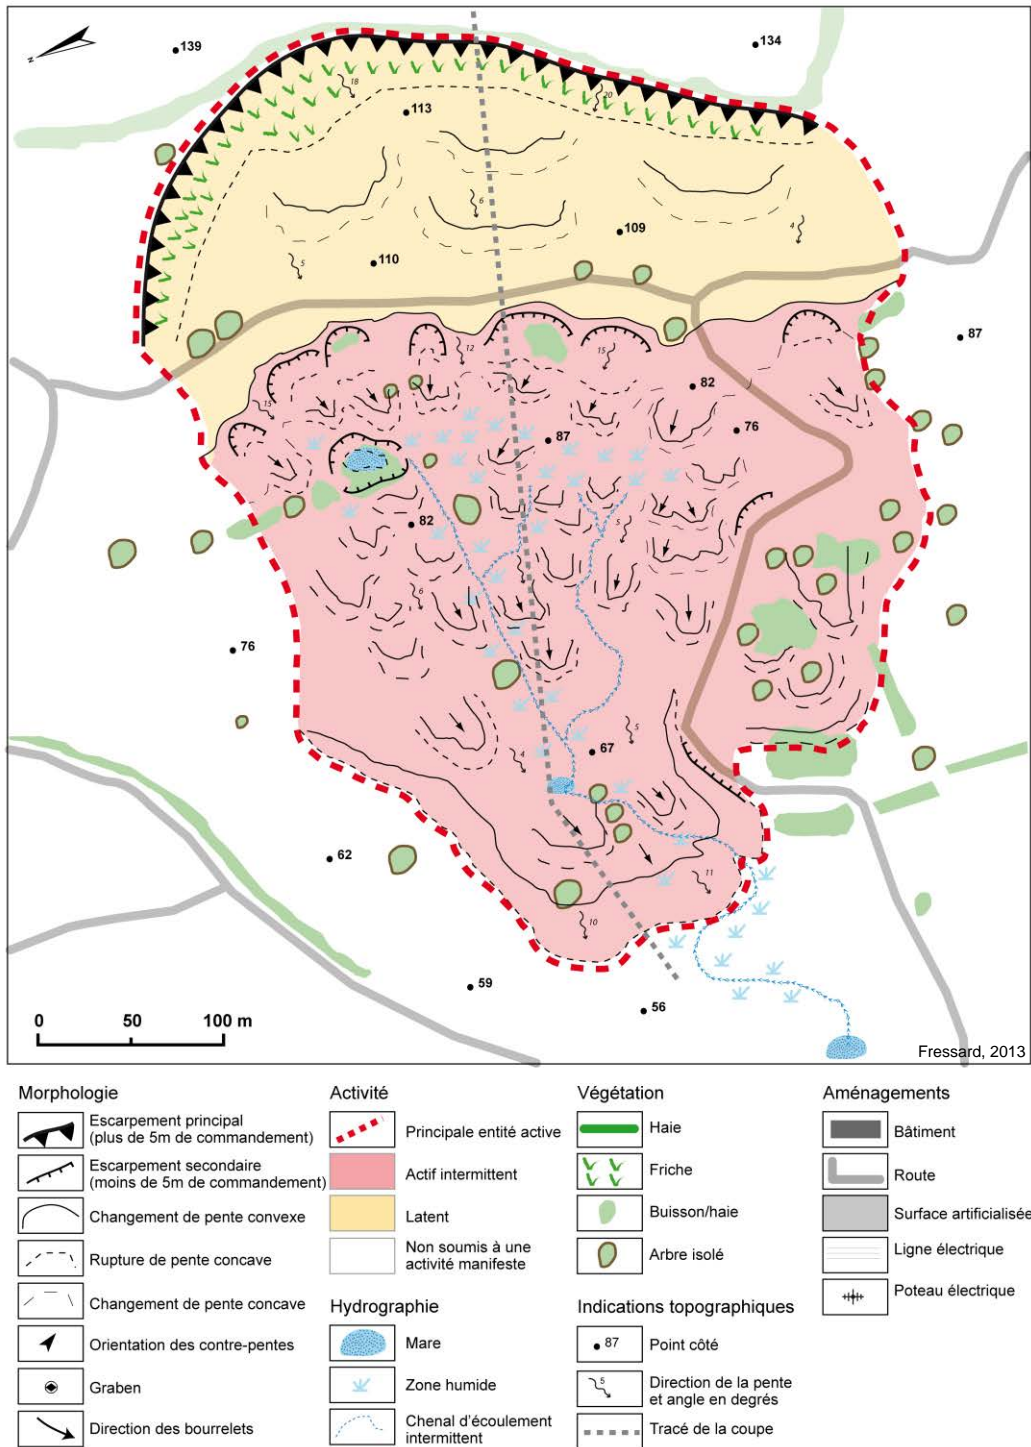 N
139
134
18
20
113
6
109
4
110
5
87
12
15
82
15
76
87
82
5
6
76
5
67
4
62
11
10
59
56
0 50 100 m
Fressard, 2013
Morphologie
Escarpement principal
(plus de 5m de commandement)
Escarpement secondaire
(moins de 5m de commandement)
Changement de pente convexe
Rupture de pente concave
Changement de pente concave
Orientation des contre-pentes
Graben
Direction des bourrelets
Activité
Principale entité active
Actif intermittent
Latent
Non soumis à une
activité manifeste
Hydrographie
Mare
Zone humide
Chenal d'écoulement
intermittent
Végétation
Haie
Friche
Buisson/haie
Arbre isolé
Indications topographiques
87
Point côté
5
Direction de la pente
et angle en degrés
Tracé de la coupe
Aménagements
Bâtiment
Route
Surface artificialisée
Ligne électrique
Poteau électrique